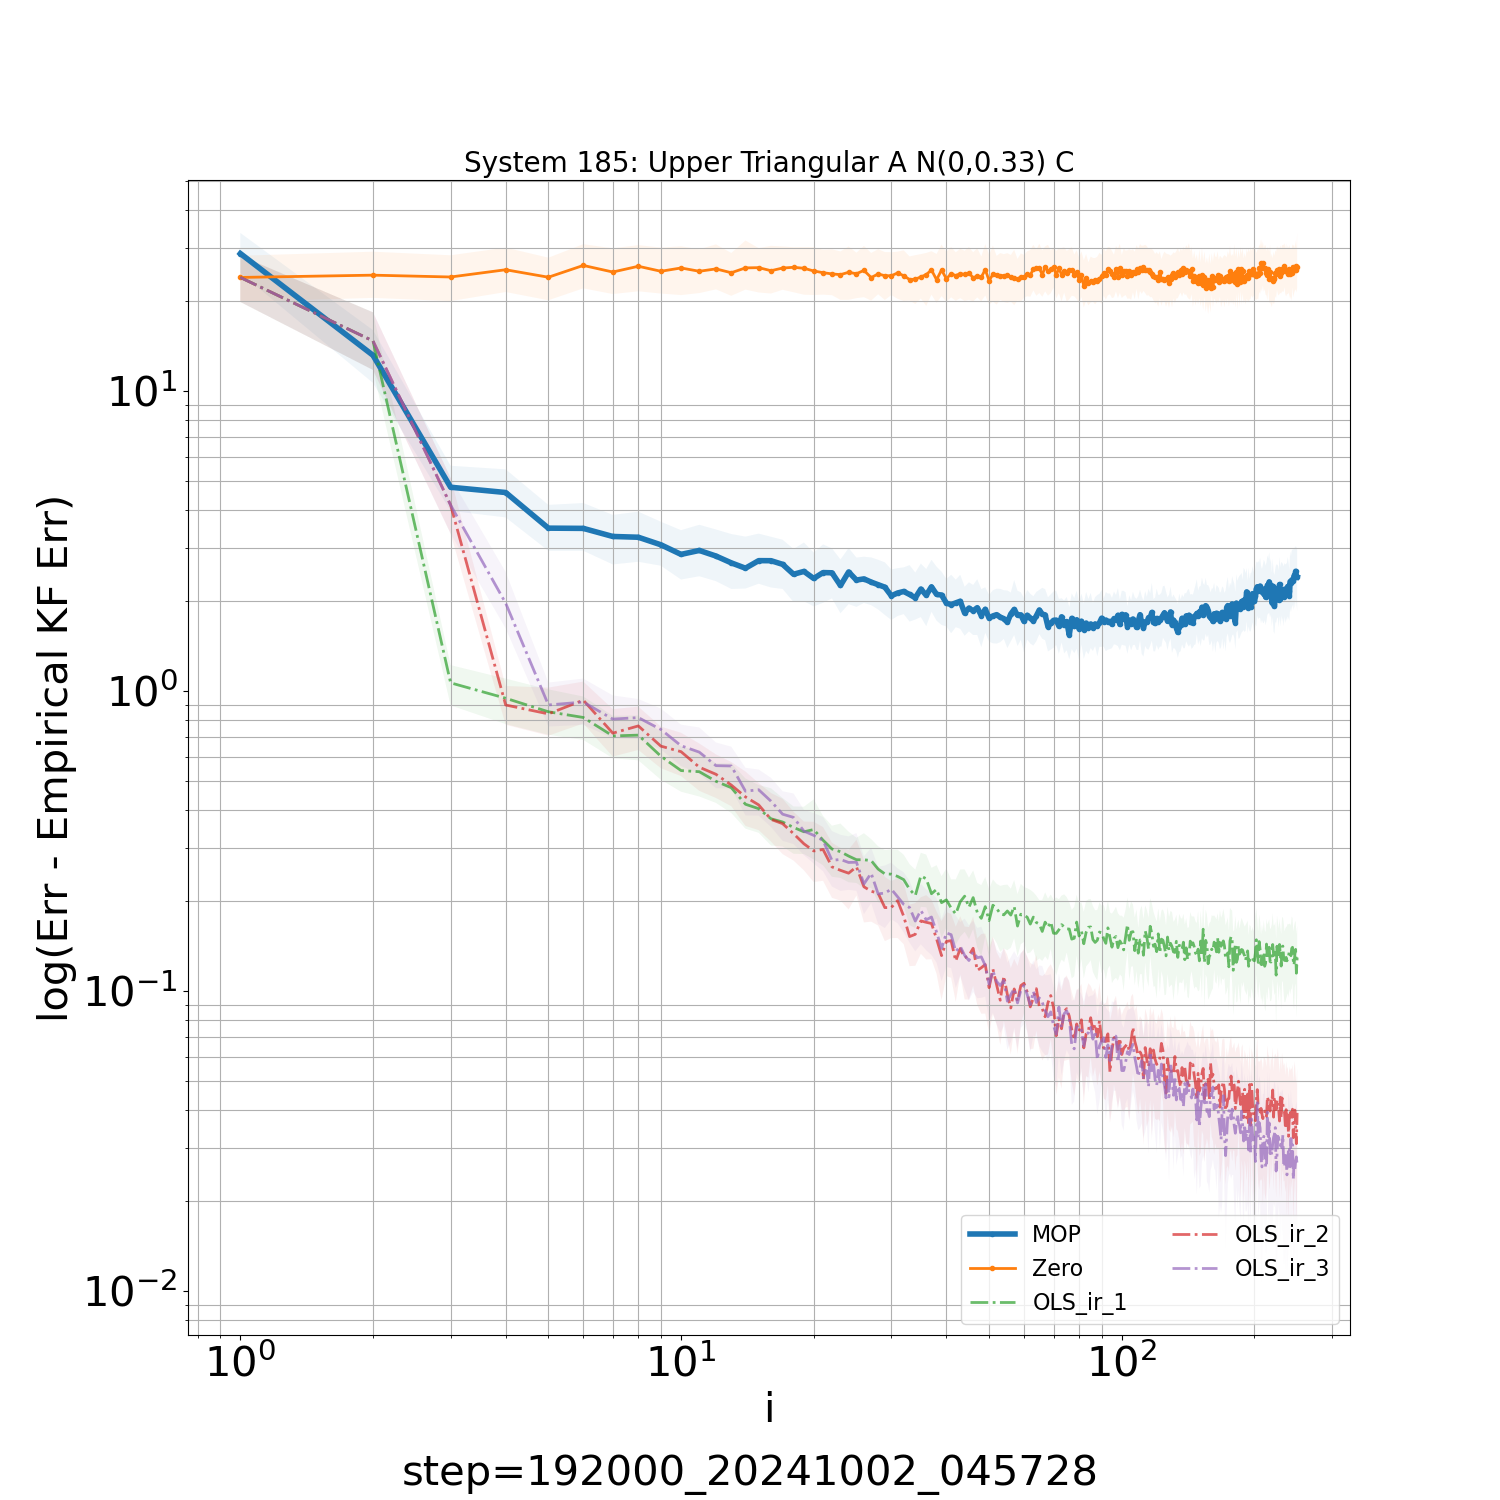 System 185: Upper Triangular A N(0,0.33) C
log(Err - Empirical KF Err)
10¹
10⁰
10⁻¹
10⁻²
10⁰ 10¹ 10²
i
step=192000_20241002_045728
MOP
Zero
OLS_ir_1
OLS_ir_2
OLS_ir_3